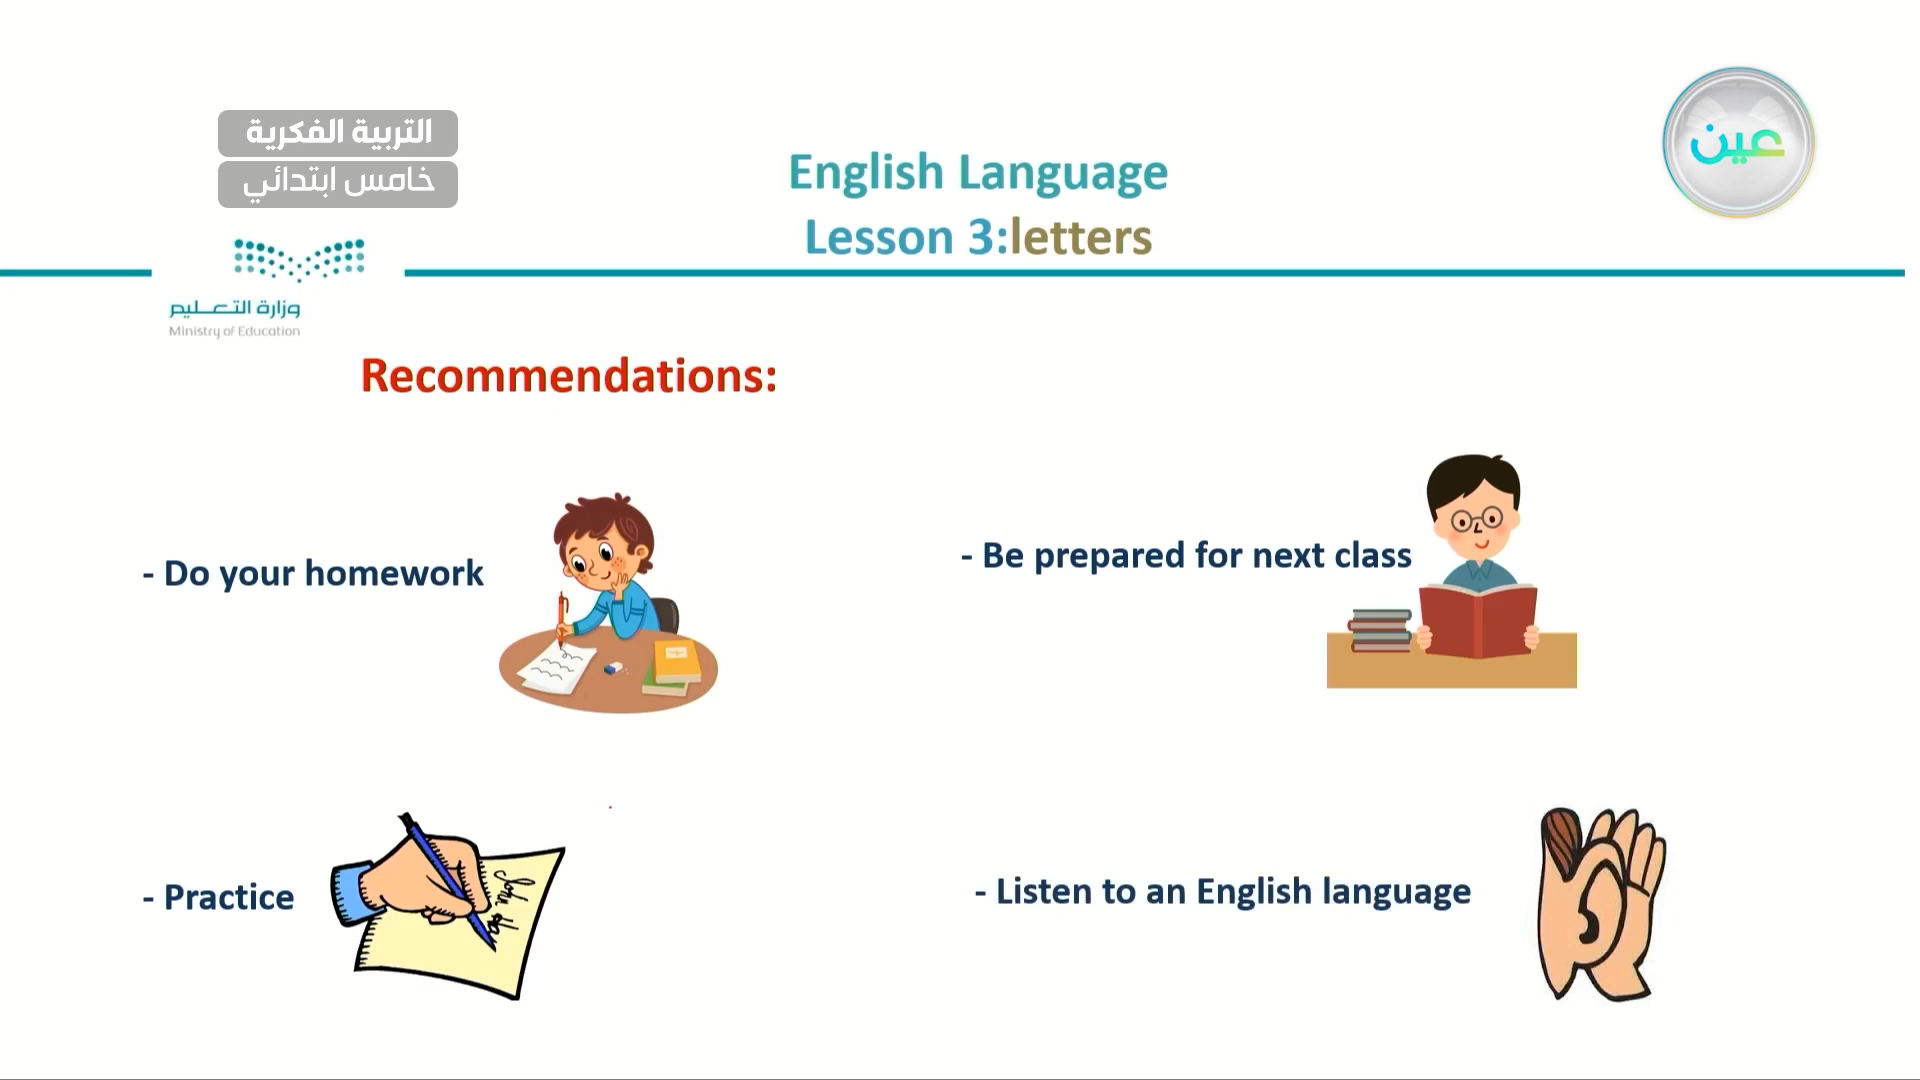 التربية الفكرية
خامس ابتدائي
عين
English Language
Lesson 3:letters
وزارة التعليم
Ministry of Education
Recommendations:
- Do your homework
- Be prepared for next class
- Practice
- Listen to an English language